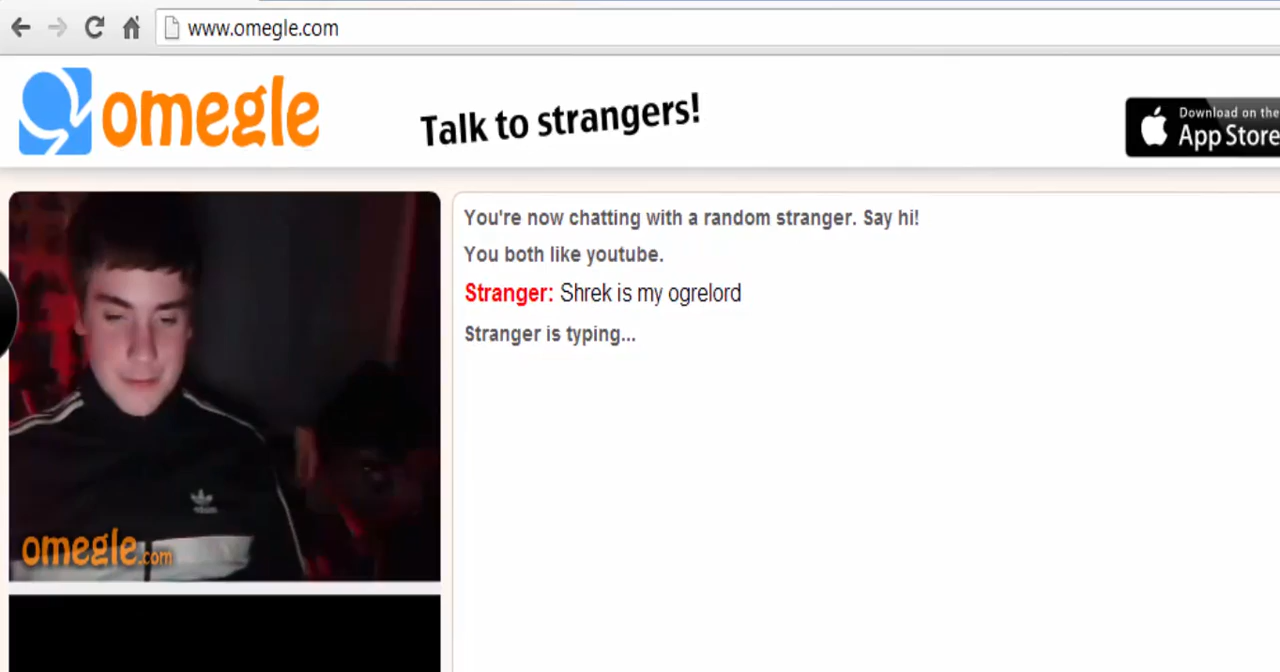 www.omegle.com
omegle
Talk to strangers!
Download on the
App Store
You're now chatting with a random stranger. Say hi!
You both like youtube.
Stranger: Shrek is my ogrelord
Stranger is typing...
adidas
omegle.com